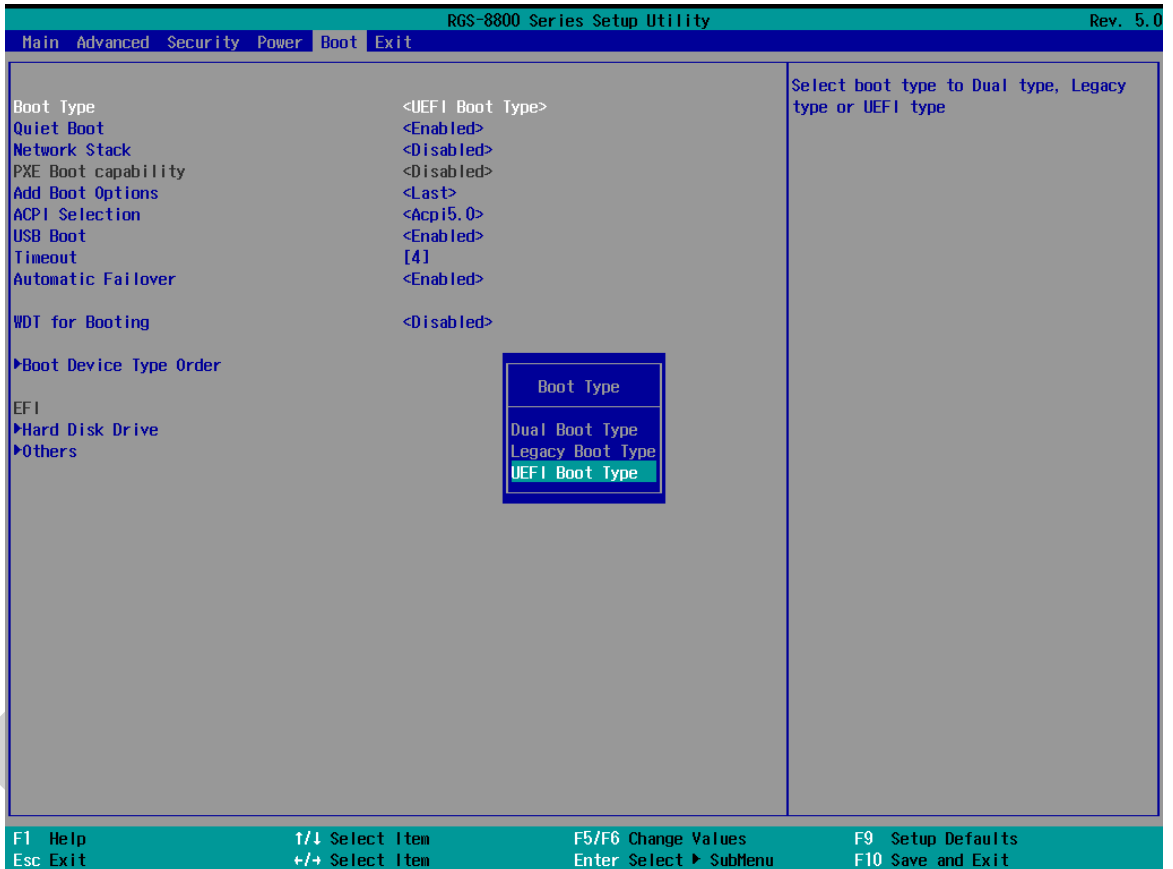 RGS-8800 Series Setup Utility Rev. 5.0
Main Advanced Security Power Boot Exit
Select boot type to Dual type, Legacy
type or UEFI type
Boot Type <UEFI Boot Type>
Quiet Boot <Enabled>
Network Stack <Disabled>
PXE Boot capability <Disabled>
Add Boot Options <Last>
ACPI Selection <Acpi5.0>
USB Boot <Enabled>
Timeout [4]
Automatic Failover <Enabled>
WDT for Booting <Disabled>
▶Boot Device Type Order
EFI
▶Hard Disk Drive
▶Others
Boot Type
Dual Boot Type
Legacy Boot Type
UEFI Boot Type
F1 Help ↑/↓ Select Item F5/F6 Change Values F9 Setup Defaults
Esc Exit ←/→ Select Item Enter Select ▶ SubMenu F10 Save and Exit